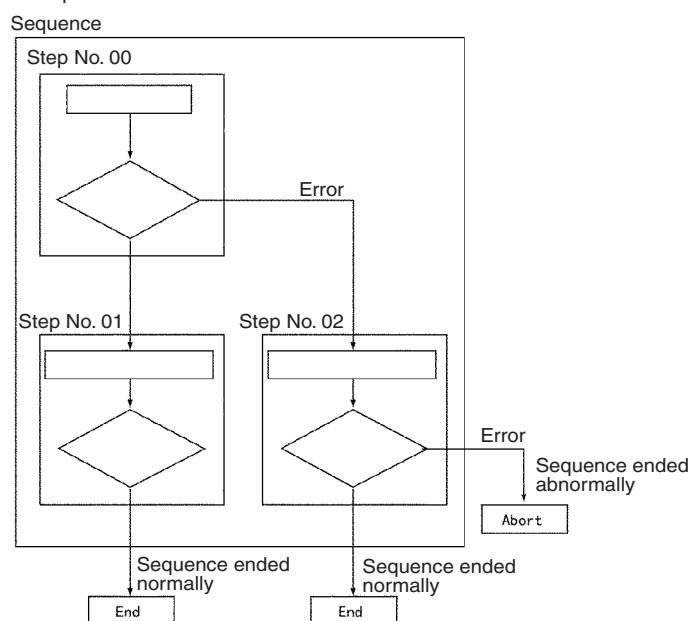 Sequence
Step No. 00
Error
Step No. 01
Step No. 02
Error
Sequence ended
abnormally
Abort
Sequence ended
normally
Sequence ended
normally
End
End